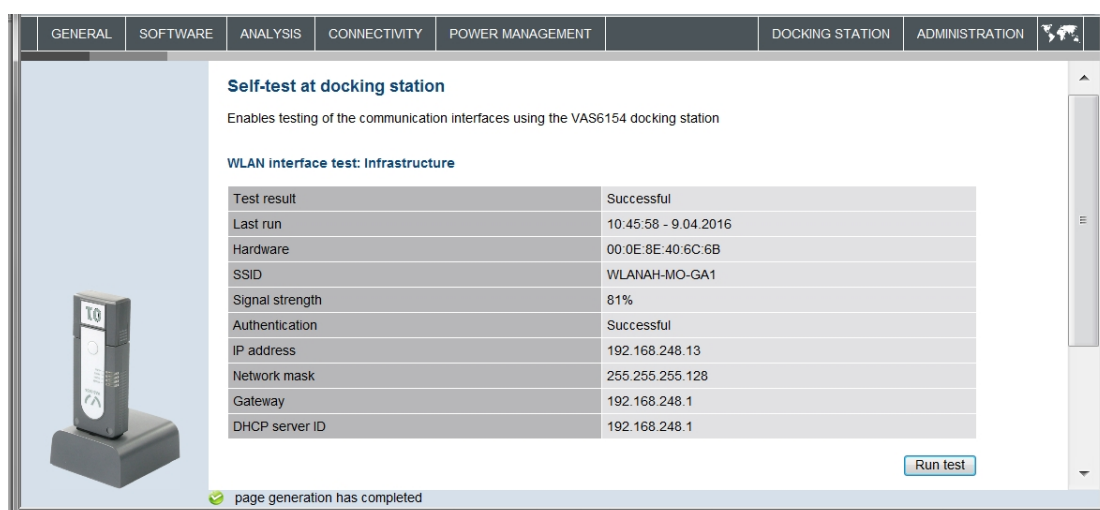 GENERAL SOFTWARE ANALYSIS CONNECTIVITY POWER MANAGEMENT DOCKING STATION ADMINISTRATION
Self-test at docking station
Enables testing of the communication interfaces using the VAS6154 docking station
WLAN interface test: Infrastructure
Test result Successful
Last run 10:45:58 - 9.04.2016
Hardware 00:0E:8E:40:6C:6B
SSID WLANAH-MO-GA1
Signal strength 81%
Authentication Successful
IP address 192.168.248.13
Network mask 255.255.255.128
Gateway 192.168.248.1
DHCP server ID 192.168.248.1
Run test
page generation has completed